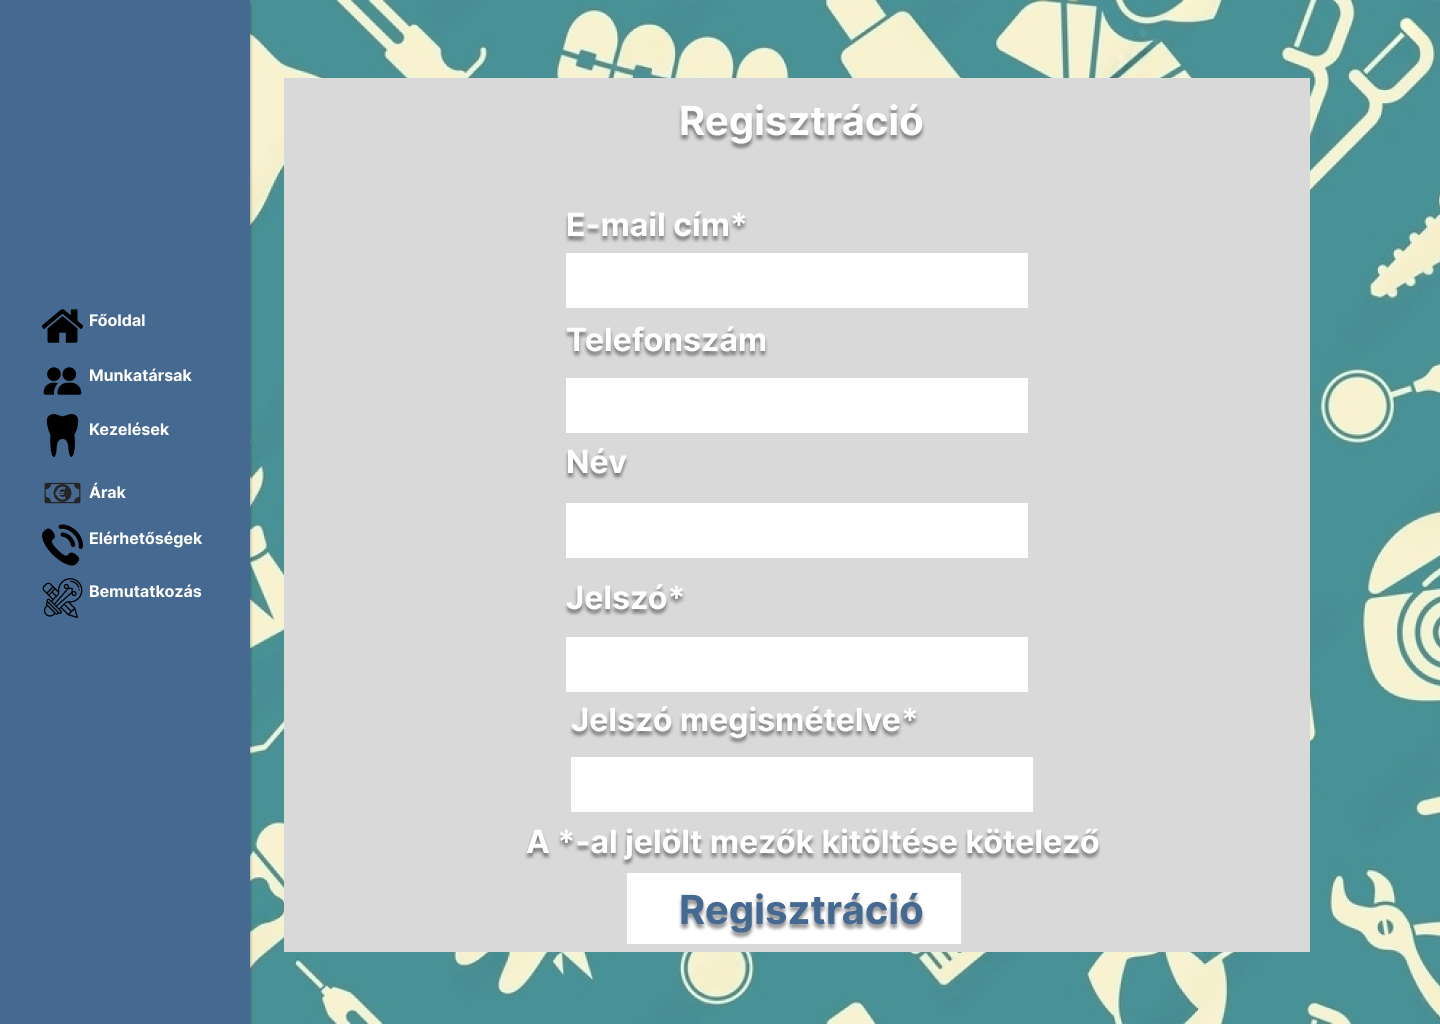 Főoldal
Munkatársak
Kezelések
Árak
Elérhetőségek
Bemutatkozás
Regisztráció
E-mail cím*
Telefonszám
Név
Jelszó*
Jelszó megismételve*
A *-al jelölt mezők kitöltése kötelező
Regisztráció